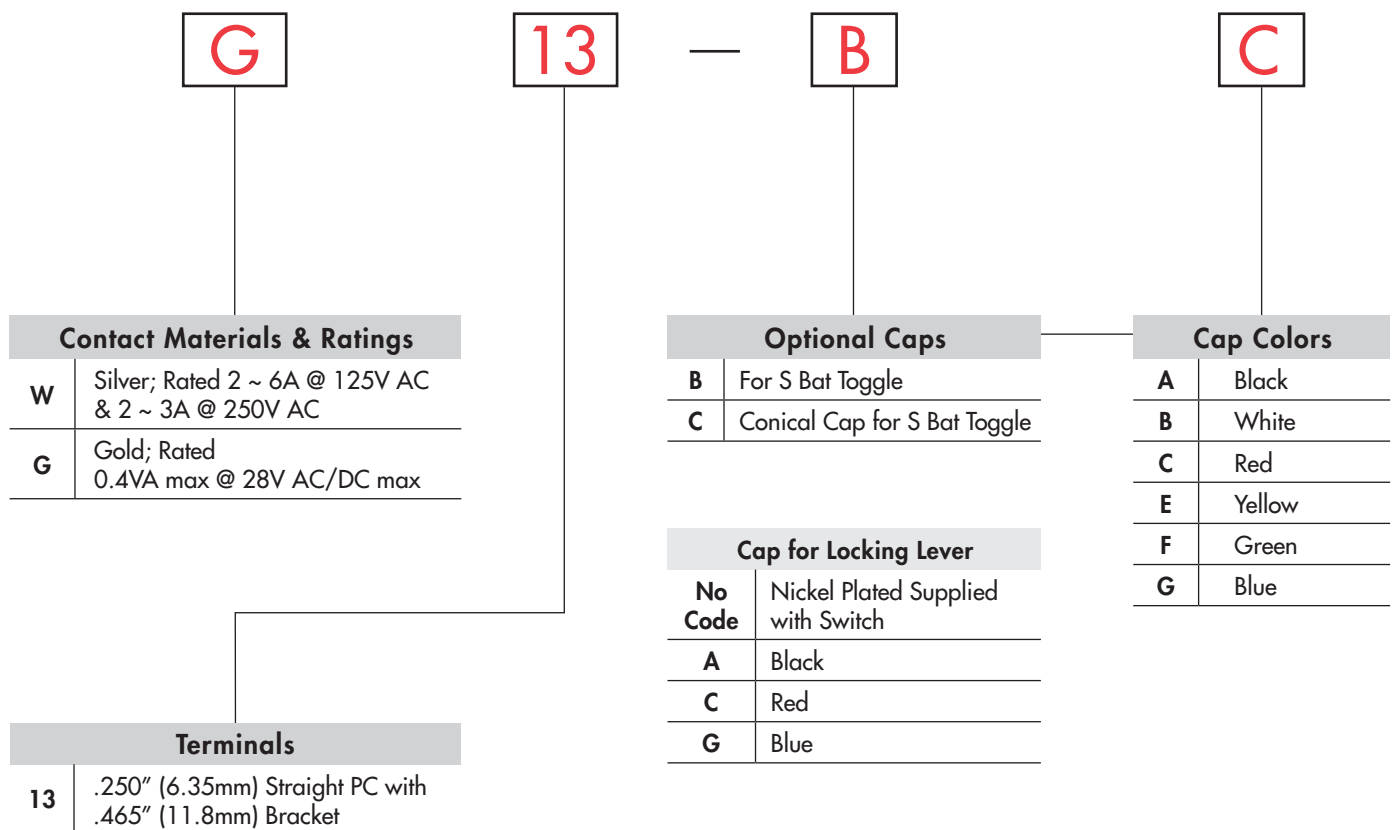 G 13 — B C
Contact Materials & Ratings
W Silver; Rated 2 ~ 6A @ 125V AC
& 2 ~ 3A @ 250V AC
G Gold; Rated
0.4VA max @ 28V AC/DC max
Terminals
13 .250” (6.35mm) Straight PC with
.465” (11.8mm) Bracket
Optional Caps
B For S Bat Toggle
C Conical Cap for S Bat Toggle
Cap for Locking Lever
No Nickel Plated Supplied
Code with Switch
A Black
C Red
G Blue
Cap Colors
A Black
B White
C Red
E Yellow
F Green
G Blue